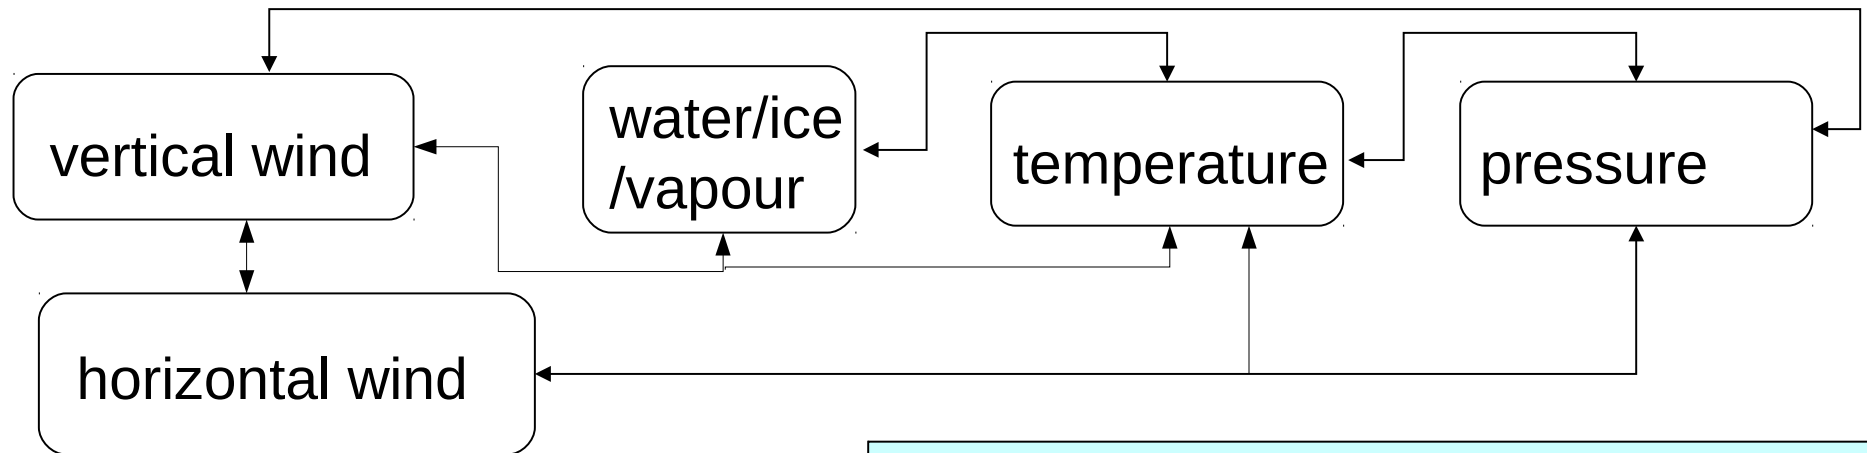 vertical wind
water/ice
/vapour
temperature
pressure
horizontal wind